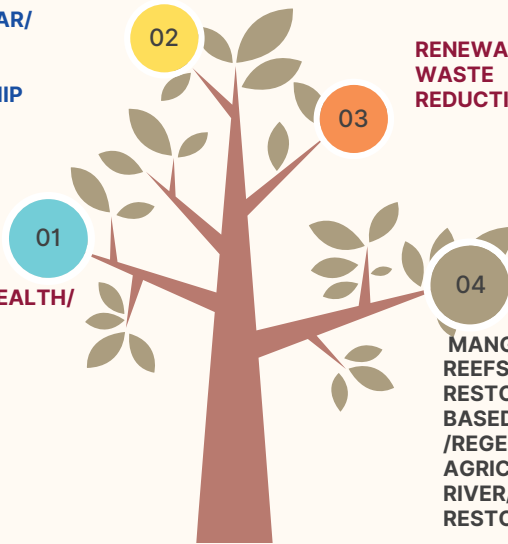 AR/
HIP
02
RENEWA
WASTE
REDUCTI
03
01
EALTH/
04
MANG
REEFS
RESTO
BASED
/REGE
AGRIC
RIVER/
RESTO